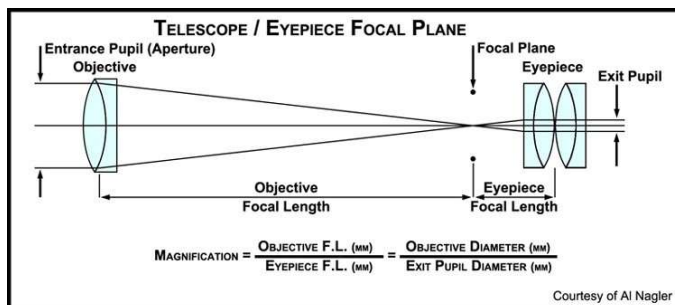 TELESCOPE / EYEPIECE FOCAL PLANE
Entrance Pupil (Aperture)
Objective
Focal Plane
Eyepiece
Exit Pupil
Objective
Focal Length
Eyepiece
Focal Length
MAGNIFICATION = OBJECTIVE F.L. (MM) / EYEPIECE F.L. (MM) = OBJECTIVE DIAMETER (MM) / EXIT PUPIL DIAMETER (MM)
Courtesy of Al Nagler